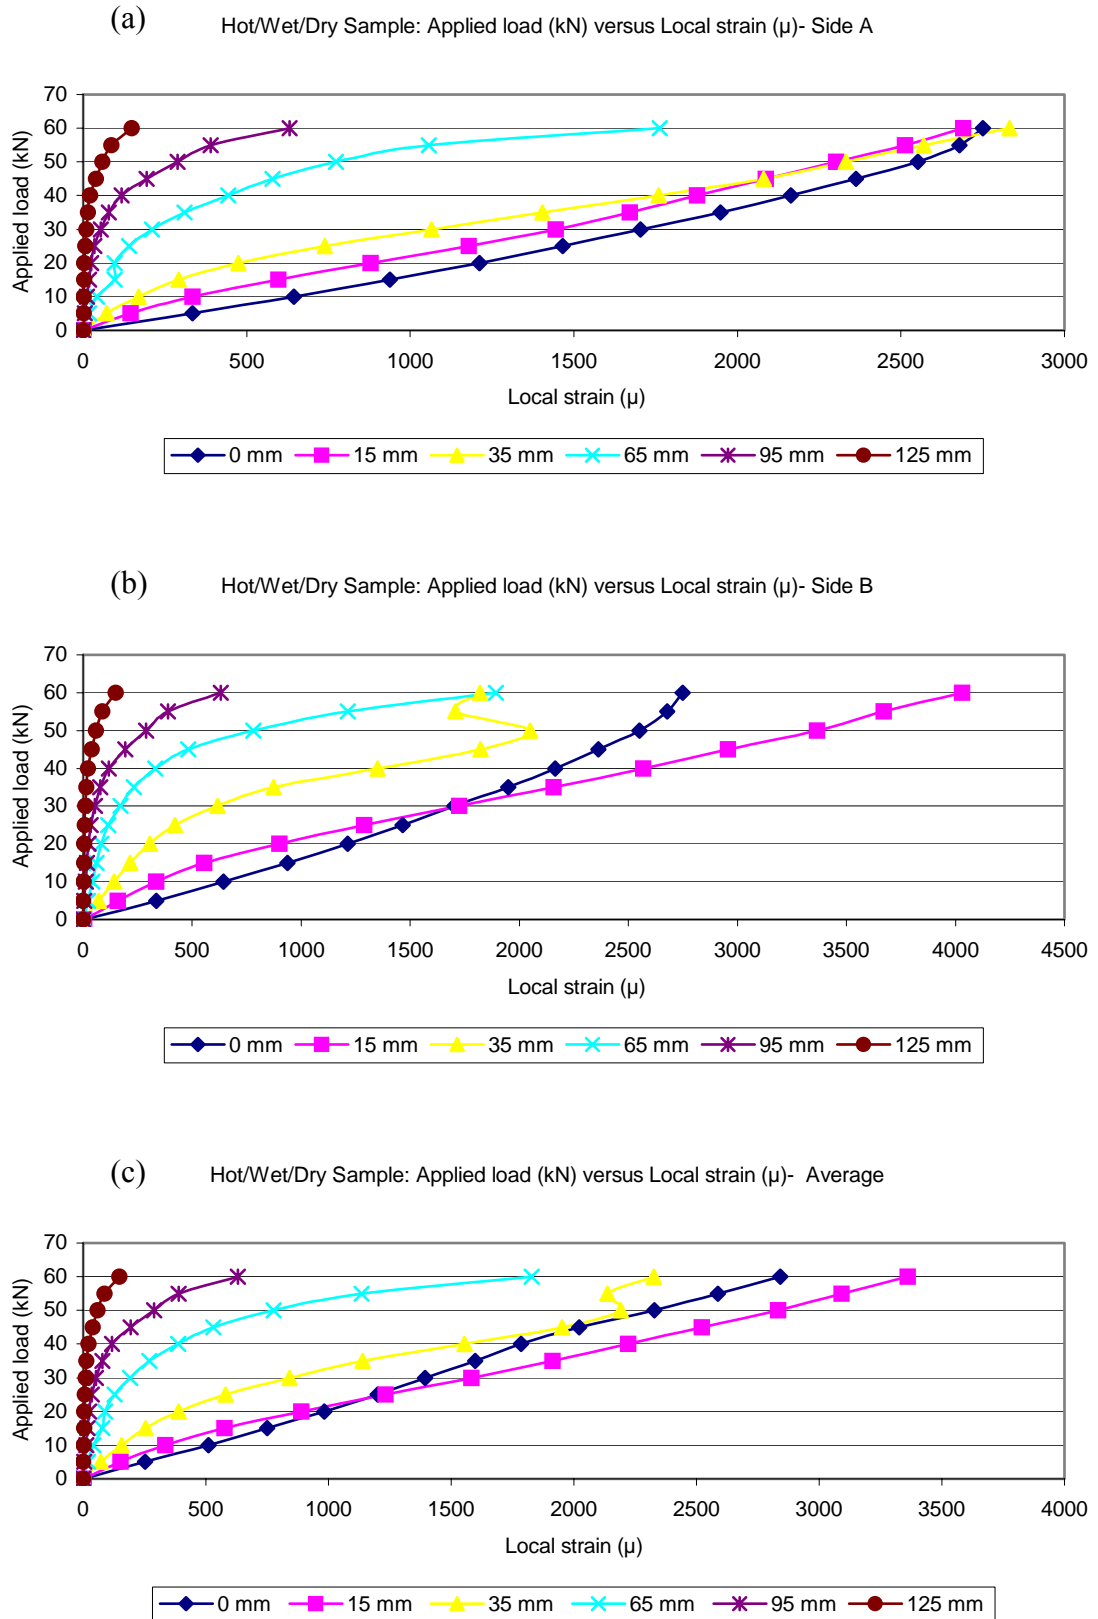 (a) Hot/Wet/Dry Sample: Applied load (kN) versus Local strain (µ)- Side A
70
60
50
40
30
20
10
0
Applied load (kN)
0 500 1000 1500 2000 2500 3000
Local strain (µ)
0 mm 15 mm 35 mm 65 mm 95 mm 125 mm
(b) Hot/Wet/Dry Sample: Applied load (kN) versus Local strain (µ)- Side B
70
60
50
40
30
20
10
0
Applied load (kN)
0 500 1000 1500 2000 2500 3000 3500 4000 4500
Local strain (µ)
0 mm 15 mm 35 mm 65 mm 95 mm 125 mm
(c) Hot/Wet/Dry Sample: Applied load (kN) versus Local strain (µ)- Average
70
60
50
40
30
20
10
0
Applied load (kN)
0 500 1000 1500 2000 2500 3000 3500 4000
Local strain (µ)
0 mm 15 mm 35 mm 65 mm 95 mm 125 mm